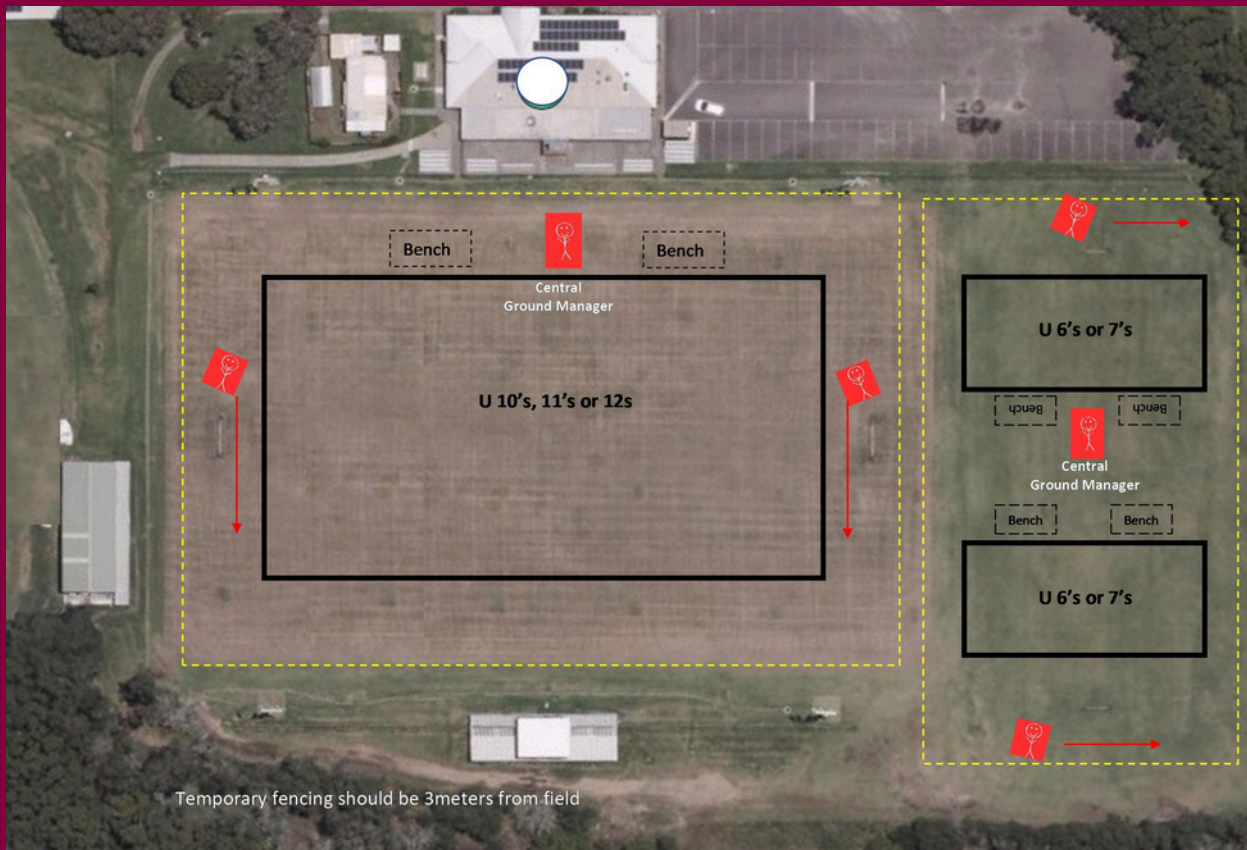 Bench
Bench
Central
Ground Manager
U 10's, 11's or 12s
U 6's or 7's
Bench
Bench
Central
Ground Manager
Bench
Bench
U 6's or 7's
Temporary fencing should be 3meters from field